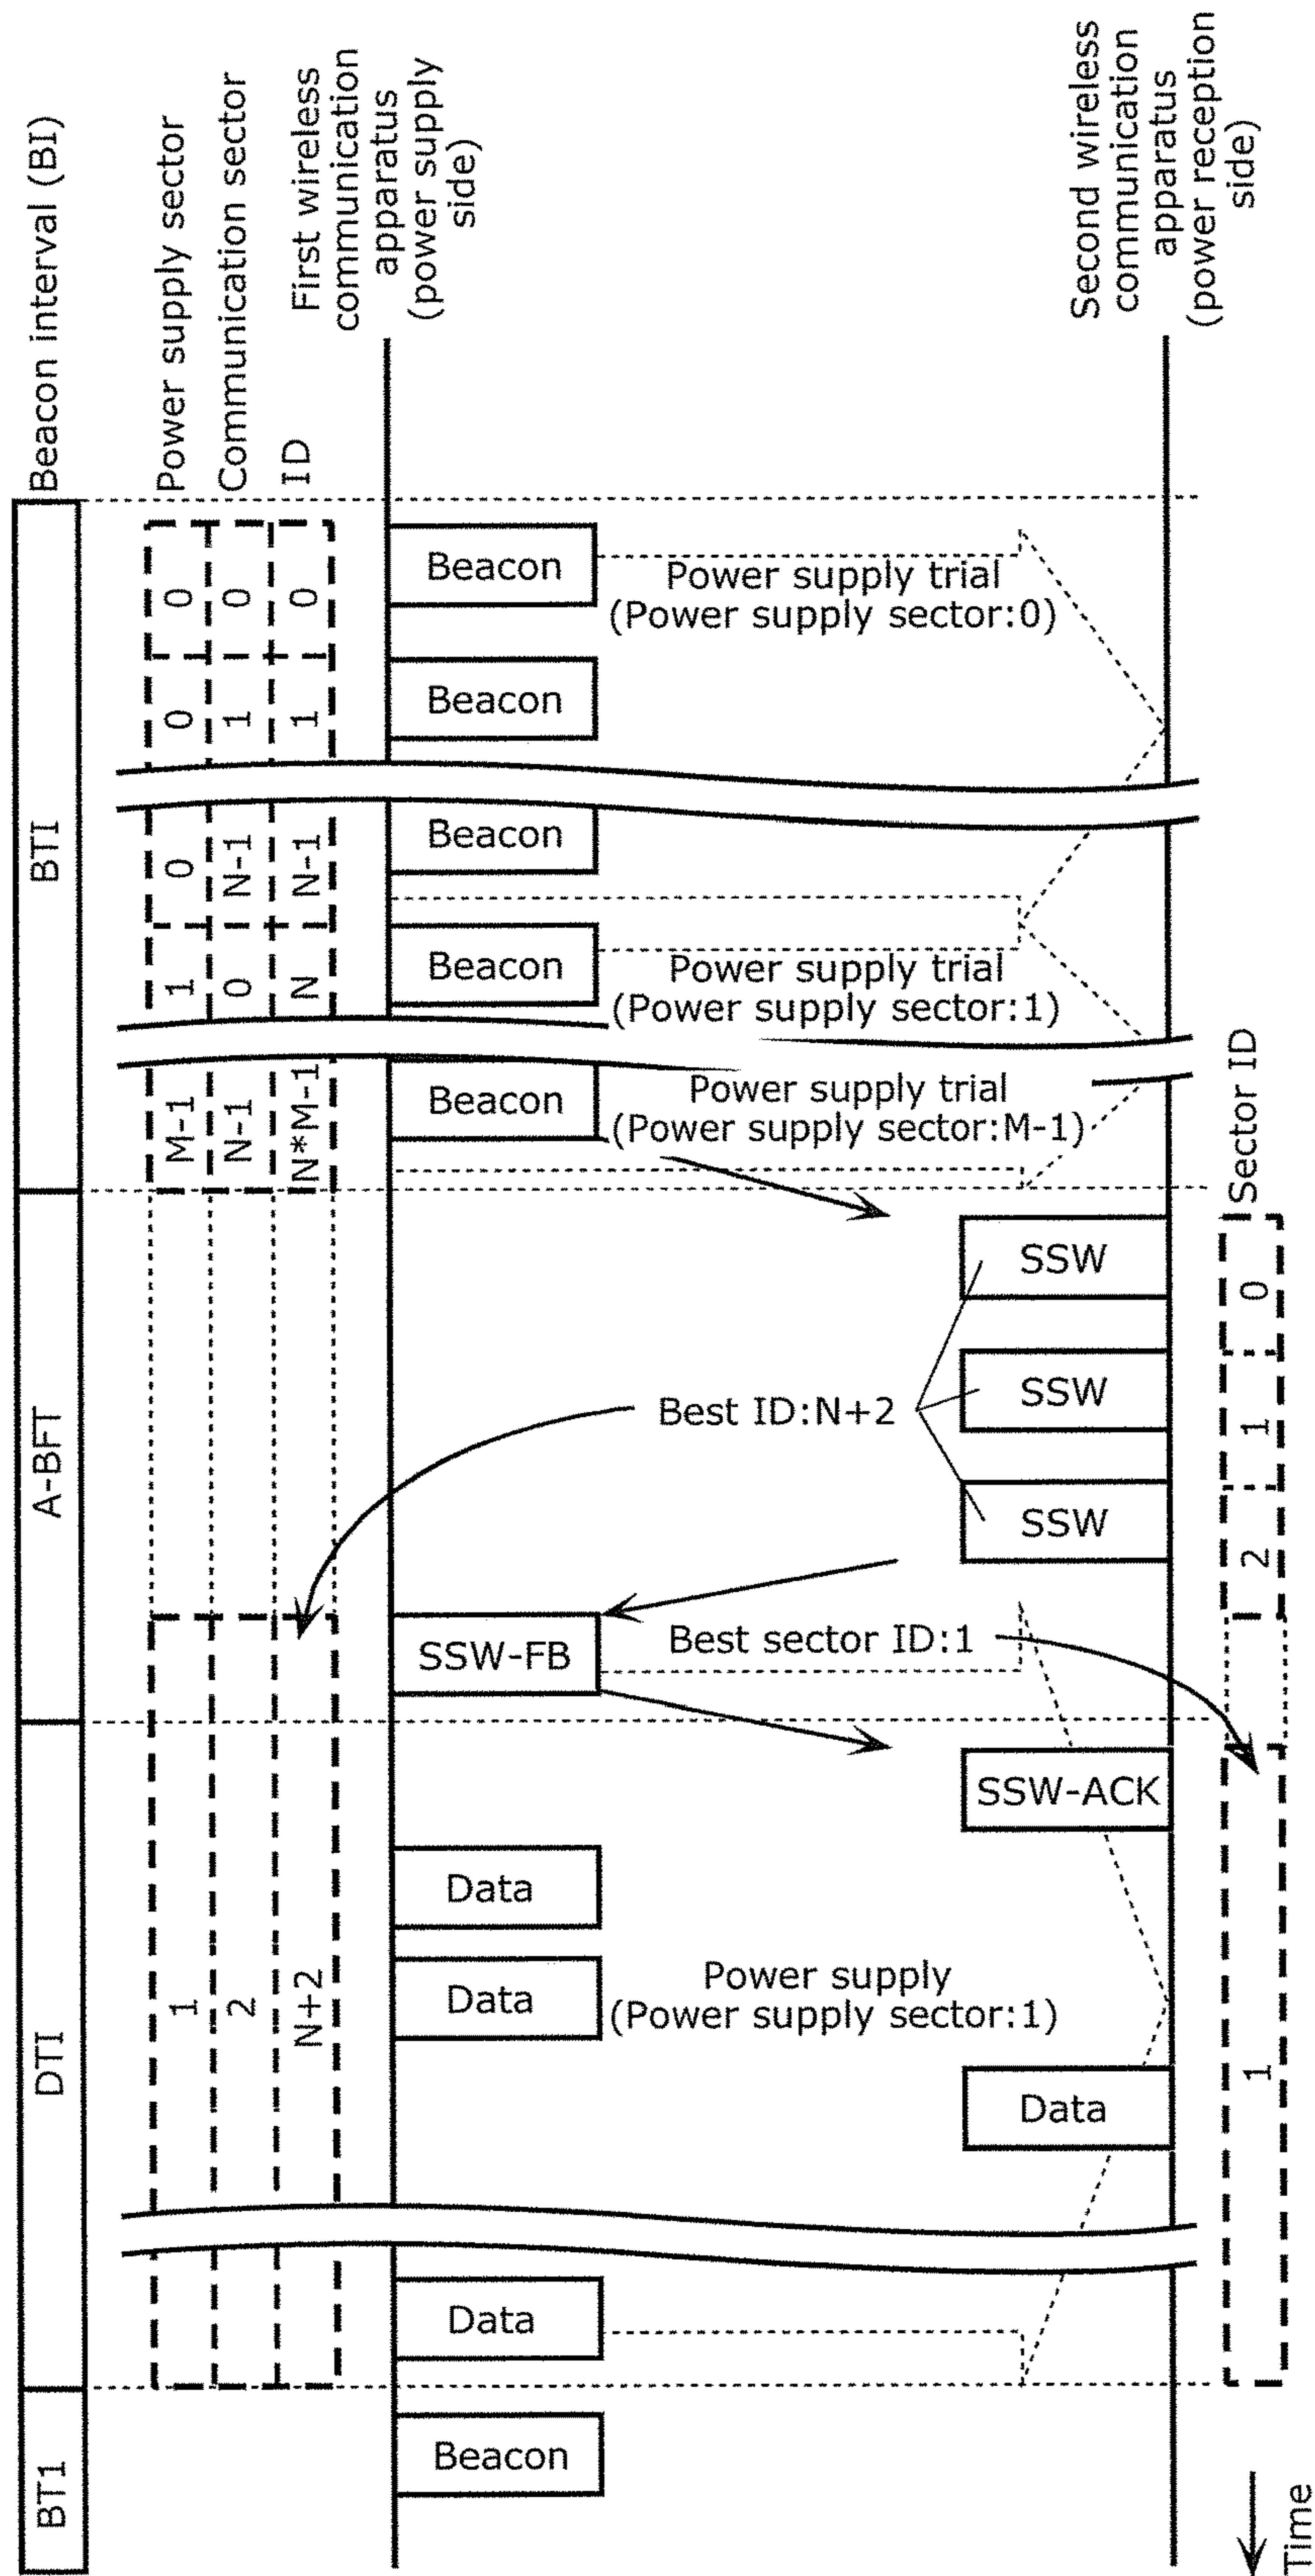 Beacon interval (BI)
BTI
A-BFT
DTI
BT1
Power supply sector
0
0
0
1
M-1
1
Communication sector
0
1
N-1
0
N-1
2
ID
0
1
N-1
N
N*M-1
N+2
First wireless
communication
apparatus
(power supply
side)
Beacon
Beacon
Beacon
Beacon
Beacon
SSW-FB
Data
Data
Data
Beacon
Power supply trial
(Power supply sector:0)
Power supply trial
(Power supply sector:1)
Power supply trial
(Power supply sector:M-1)
Best ID:N+2
Best sector ID:1
Power supply
(Power supply sector:1)
SSW
SSW
SSW
SSW-ACK
Data
Second wireless
communication
apparatus
(power reception
side)
Sector ID
0
1
2
1
Time